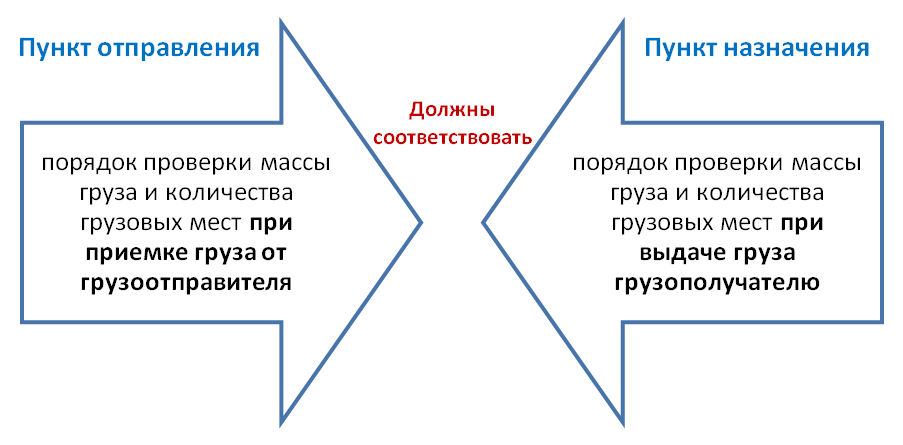 Пункт отправления
Пункт назначения
Должны
соответствовать
порядок проверки массы
груза и количества
грузовых мест при
приемке груза от
грузоотправителя
порядок проверки массы
груза и количества
грузовых мест при
выдаче груза
грузополучателю